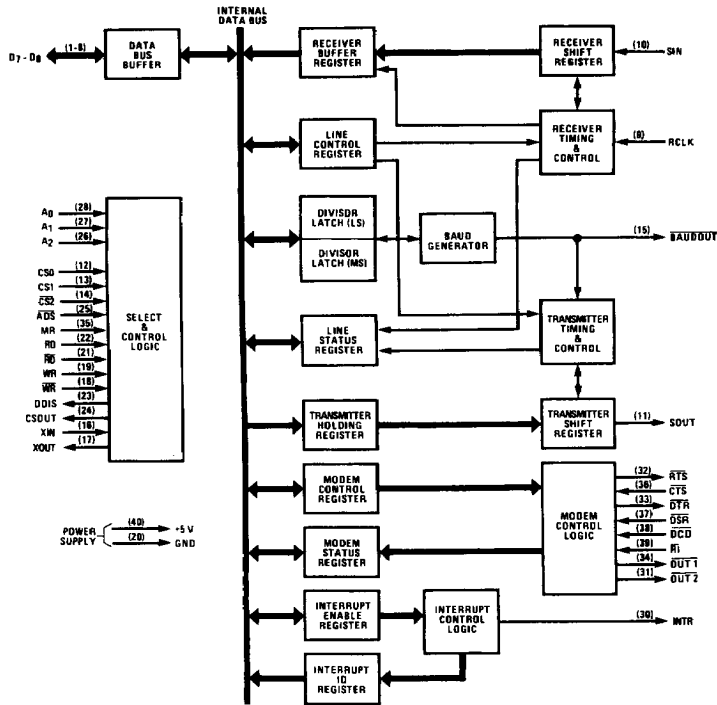 INTERNAL
DATA BUS
D7 - D0
(1-8)
DATA
BUS
BUFFER
RECEIVER
BUFFER
REGISTER
RECEIVER
SHIFT
REGISTER
(10)
SIN
LINE
CONTROL
REGISTER
RECEIVER
TIMING
&
CONTROL
(9)
RCLK
DIVISOR
LATCH (LS)
DIVISOR
LATCH (MS)
BAUD
GENERATOR
(15)
BAUDOUT
A0 (28)
A1 (27)
A2 (26)
CS0 (12)
CS1 (13)
CS2 (14)
ADS (25)
MR (35)
RD (22)
RD (21)
WR (19)
WR (18)
DDIS (23)
CSOUT (24)
XIN (16)
XOUT (17)
SELECT
&
CONTROL
LOGIC
LINE
STATUS
REGISTER
TRANSMITTER
TIMING
&
CONTROL
TRANSMITTER
HOLDING
REGISTER
TRANSMITTER
SHIFT
REGISTER
(11)
SOUT
MODEM
CONTROL
REGISTER
MODEM
STATUS
REGISTER
MODEM
CONTROL
LOGIC
(32) RTS
(36) CTS
(33) DTR
(37) DSR
(38) DCD
(39) RI
(34) OUT 1
(31) OUT 2
POWER
SUPPLY
(40) +5 V
(20) GND
INTERRUPT
ENABLE
REGISTER
INTERRUPT
CONTROL
LOGIC
(30)
INTR
INTERRUPT
ID
REGISTER